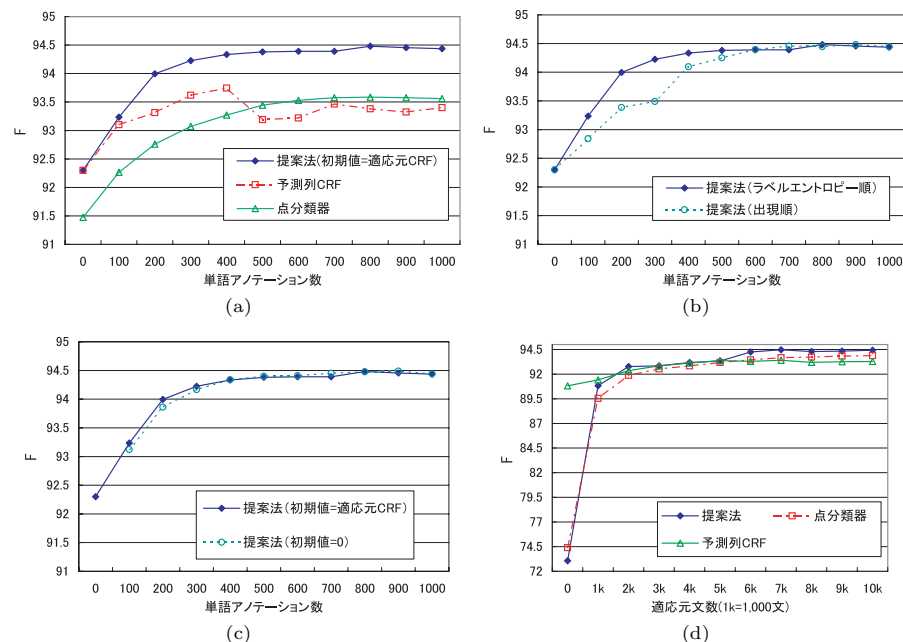 95
94.5
94
93.5
93
92.5
92
91.5
91
F
提案法(初期値=適応元CRF)
予測列CRF
点分類器
0 100 200 300 400 500 600 700 800 900 1000
単語アノテーション数
(a)
95
94.5
94
93.5
93
92.5
92
91.5
91
F
提案法(ラベルエントロピー順)
提案法(出現順)
0 100 200 300 400 500 600 700 800 900 1000
単語アノテーション数
(b)
95
94.5
94
93.5
93
92.5
92
91.5
91
F
提案法(初期値=適応元CRF)
提案法(初期値=0)
0 100 200 300 400 500 600 700 800 900 1000
単語アノテーション数
(c)
94.5
92
89.5
87
84.5
82
79.5
77
74.5
72
F
提案法 点分類器
予測列CRF
0 1k 2k 3k 4k 5k 6k 7k 8k 9k 10k
適応元文数(1k=1,000文)
(d)